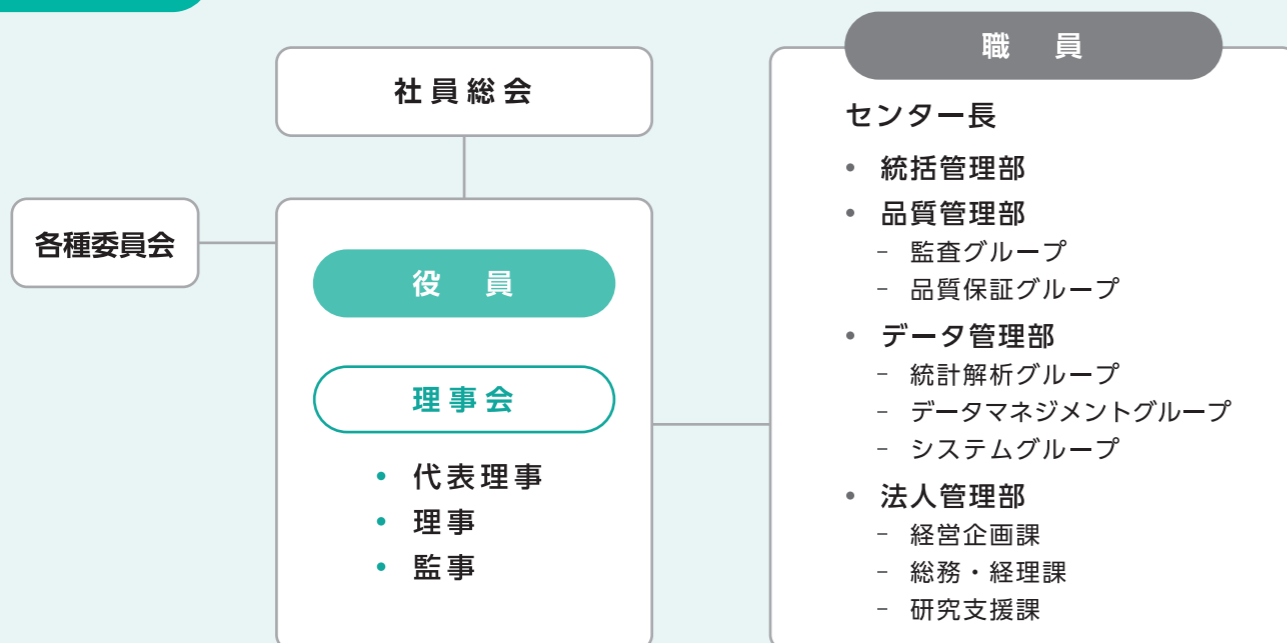 社員総会
各種委員会
役 員
理事会
• 代表理事
• 理事
• 監事
職 員
センター長
• 統括管理部
• 品質管理部
− 監査グループ
− 品質保証グループ
• データ管理部
− 統計解析グループ
− データマネジメントグループ
− システムグループ
• 法人管理部
− 経営企画課
− 総務・経理課
− 研究支援課